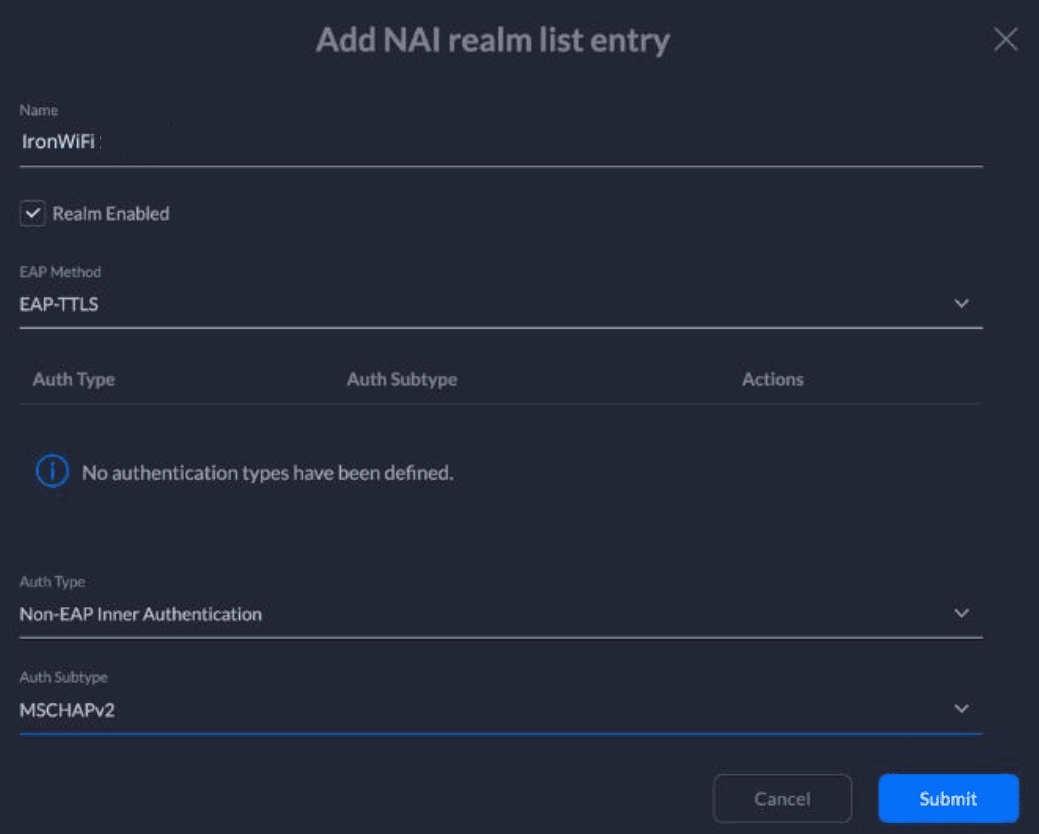 Add NAI realm list entry
Name
IronWiFi
Realm Enabled
EAP Method
EAP-TTLS
Auth Type Auth Subtype Actions
No authentication types have been defined.
Auth Type
Non-EAP Inner Authentication
Auth Subtype
MSCHAPv2
Cancel Submit